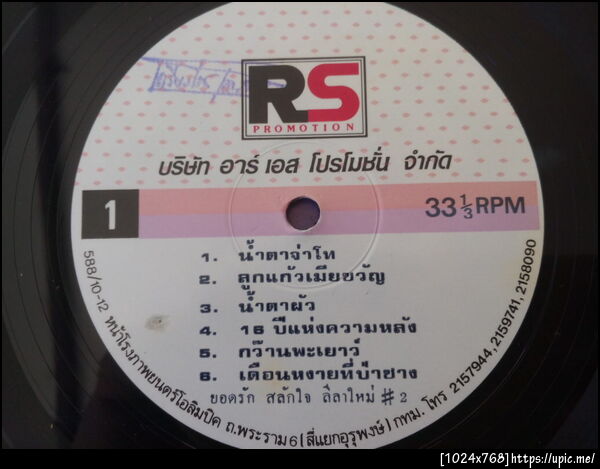 RS
PROMOTION
บริษัท อาร์ เอส โปรโมชั่น จำกัด
1
33 1/3 RPM
1. น้ำตาจ่าโท
2. ลูกแก้วเมียขวัญ
3. น้ำตาผัว
4. 16 ปีแห่งความหลัง
5. กว๊านพะเยาว์
6. เดือนหงายที่ป่าซาง
ยอดรัก สลักใจ ลีลาใหม่ # 2
588/10-12 หน้าโรงภาพยนตร์โอลิมปิค ถ.พระราม 6 (สี่แยกอุรุพงษ์) กทม. โทร 2157944, 2159741, 2158090
[1024x768]https://upic.me/